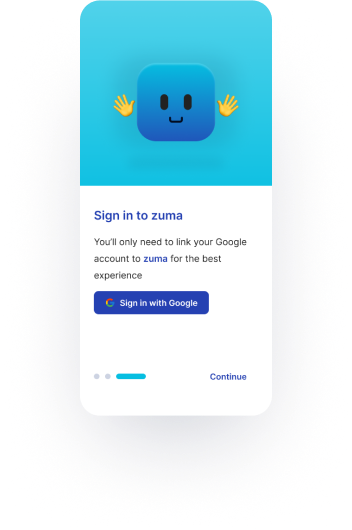 Sign in to zuma
You'll only need to link your Google
account to zuma for the best
experience
Sign in with Google
Continue